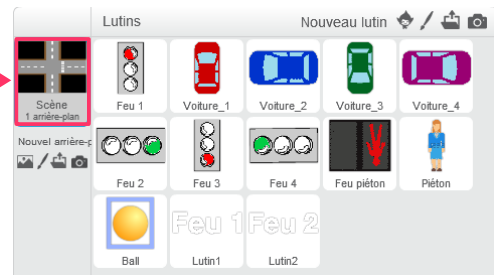 Lutins
Nouveau lutin
Scène
1 arrière-plan
Nouvel arrière-p
Feu 1
Voiture_1
Voiture_2
Voiture_3
Voiture_4
Feu 2
Feu 3
Feu 4
Feu piéton
Piéton
Feu 1
Feu 2
Ball
Lutin1
Lutin2